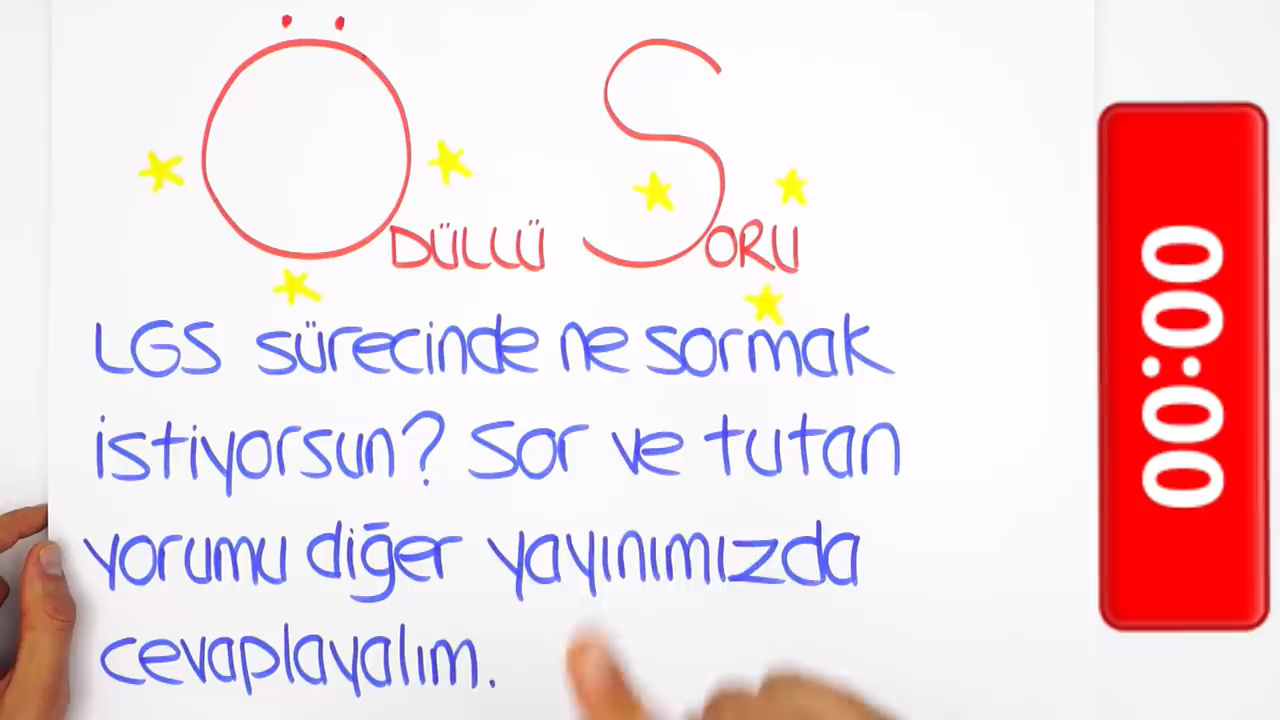 ÖDÜLLÜ SORU
LGS sürecinde ne sormak
istiyorsun? Sor ve tutan
yorumu diğer yayınımızda
cevaplayalım.
00:00